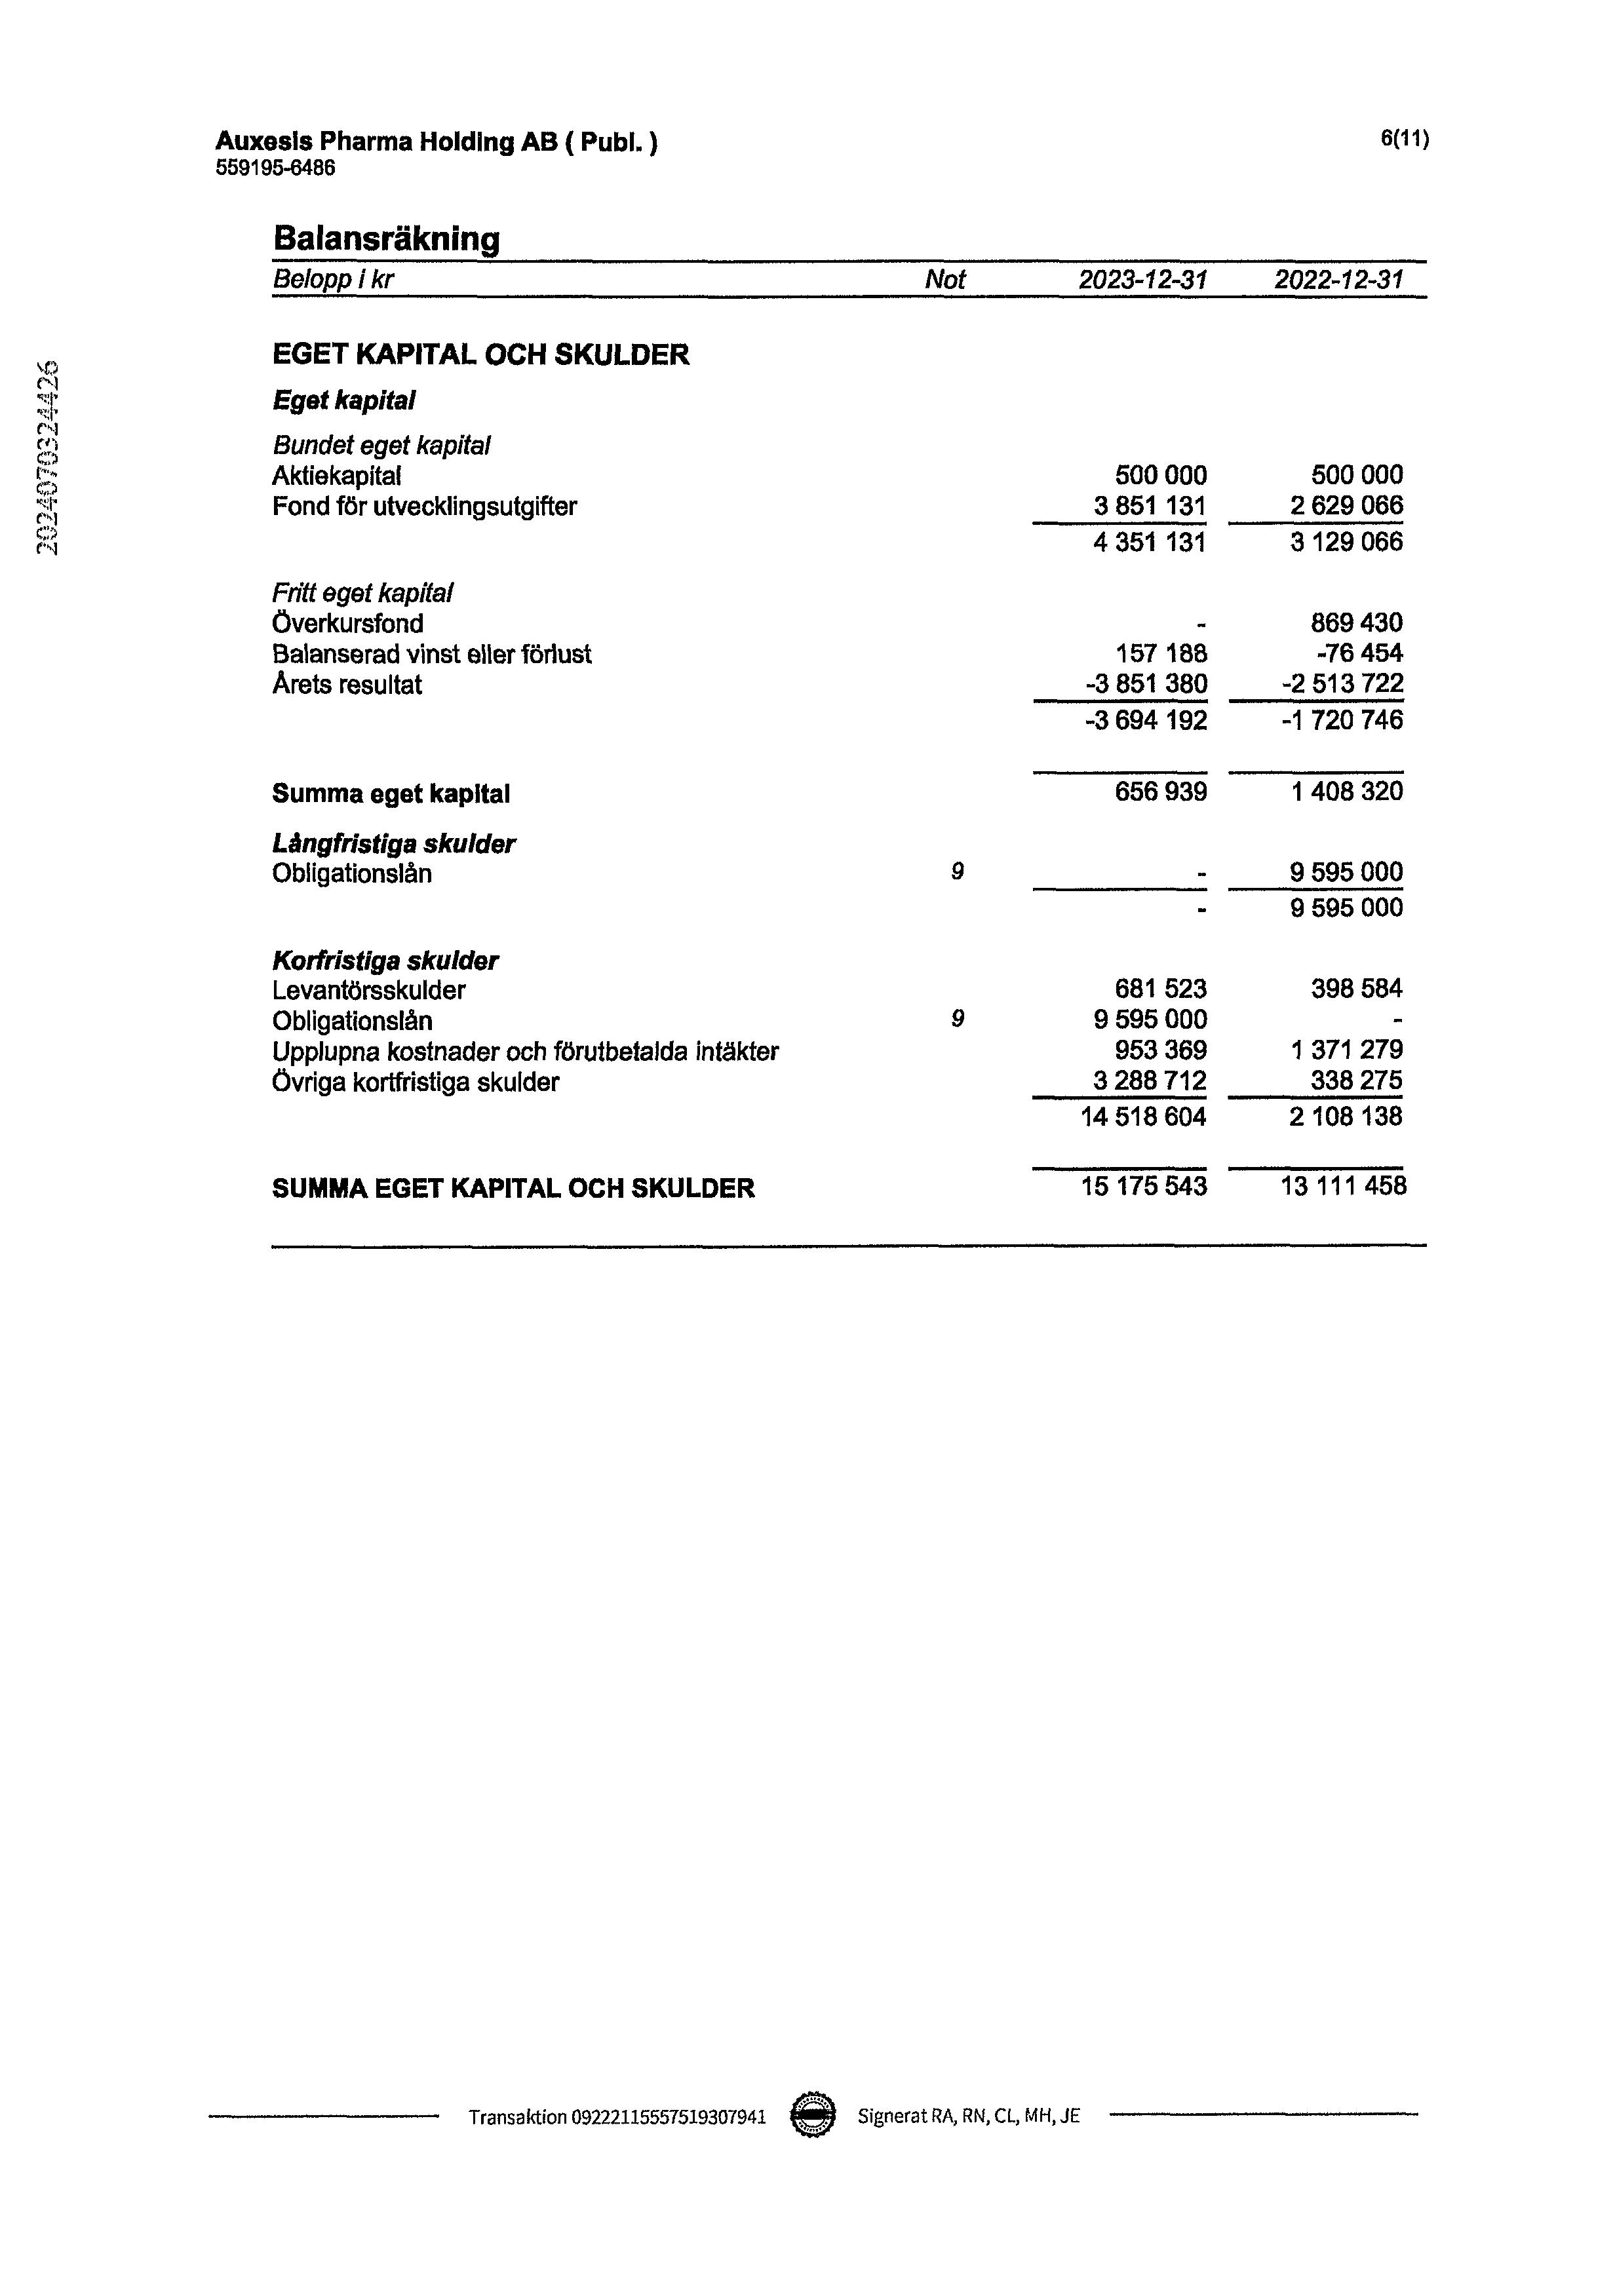 Auxesis Pharma Holding AB ( Publ. ) 6(11)
559195-6486
Balansräkning
Belopp i kr Not 2023-12-31 2022-12-31
EGET KAPITAL OCH SKULDER
Eget kapital
Bundet eget kapital
Aktiekapital 500 000 500 000
Fond för utvecklingsutgifter 3 851 131 2 629 066
4 351 131 3 129 066
Fritt eget kapital
Överkursfond - 869 430
Balanserad vinst eller förlust 157 188 -76 454
Årets resultat -3 851 380 -2 513 722
-3 694 192 -1 720 746
Summa eget kapital 656 939 1 408 320
Långfristiga skulder
Obligationslån 9 - 9 595 000
- 9 595 000
Korfristiga skulder
Levantörsskulder 681 523 398 584
Obligationslån 9 9 595 000 -
Upplupna kostnader och förutbetalda intäkter 953 369 1 371 279
Övriga kortfristiga skulder 3 288 712 338 275
14 518 604 2 108 138
SUMMA EGET KAPITAL OCH SKULDER 15 175 543 13 111 458
2024070324426
Transaktion 09222115557519307941 Signerat RA, RN, CL, MH, JE